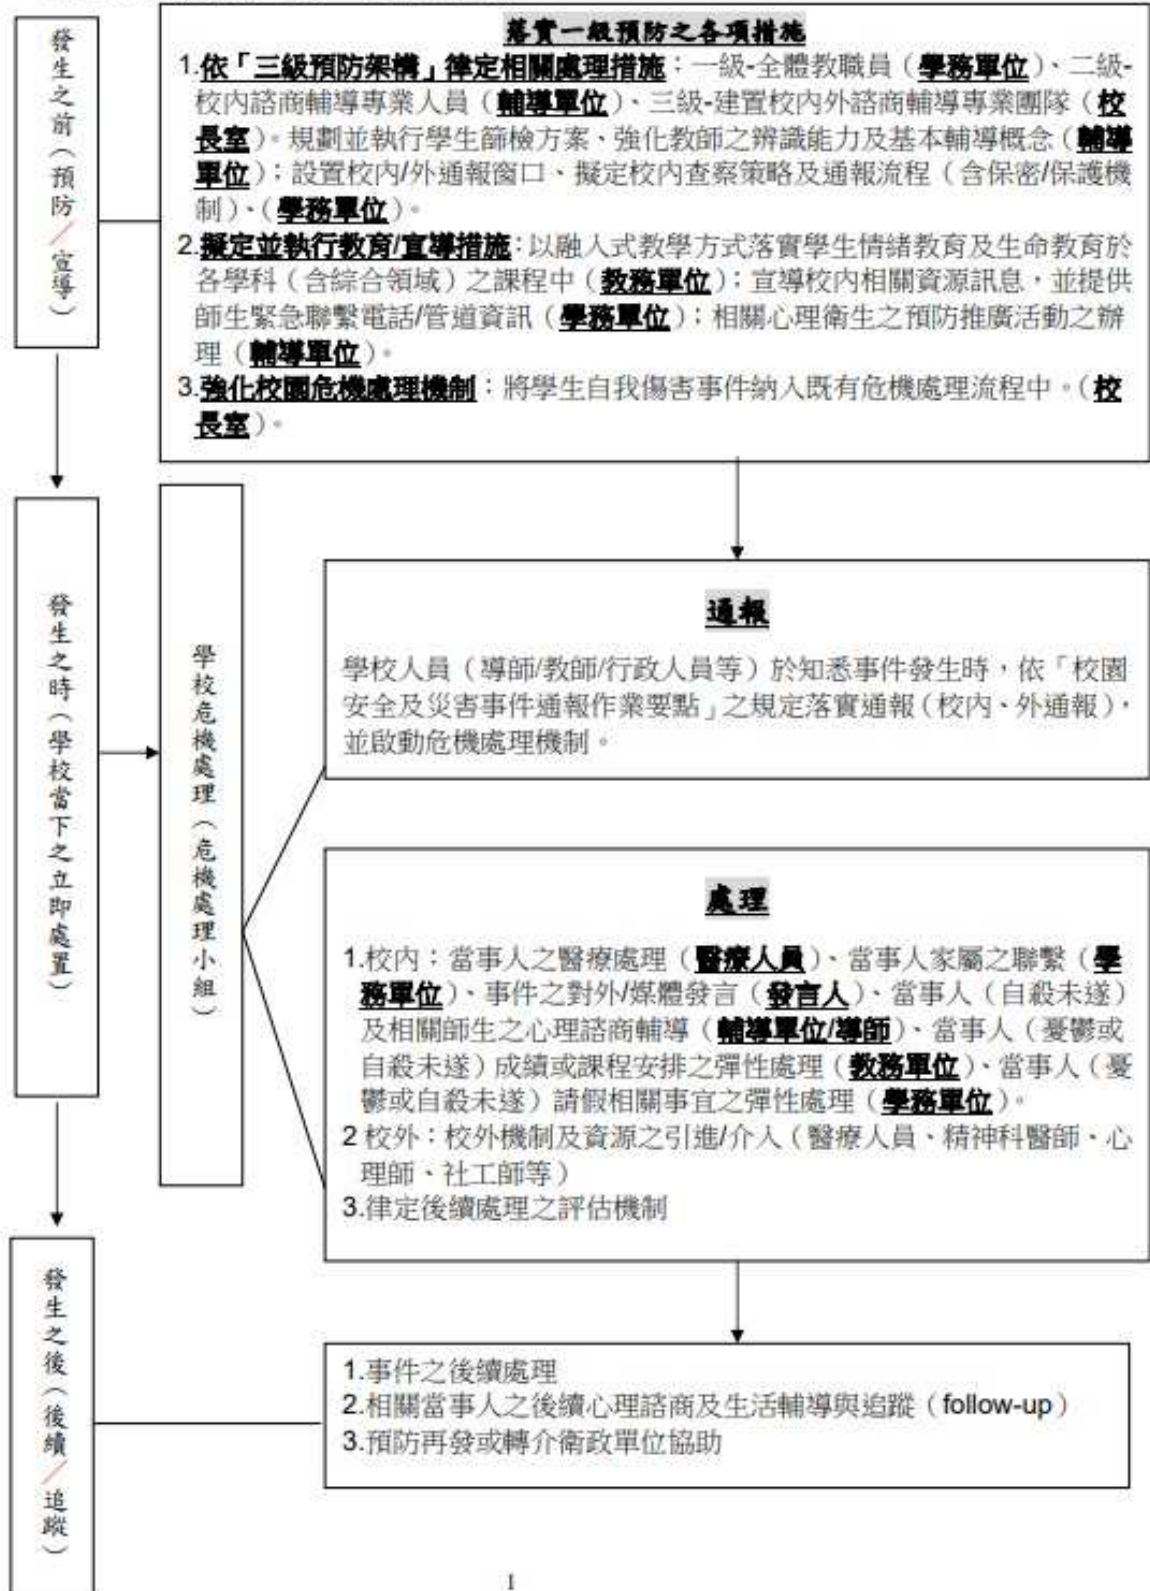 發生之前（預防／宣導）
落實一級預防之各項措施
1.依「三級預防架構」律定相關處理措施：一級-全體教職員（學務單位）、二級-
校內諮商輔導專業人員（輔導單位）、三級-建置校內外諮商輔導專業團隊（校
長室）。規劃並執行學生篩檢方案、強化教師之辨識能力及基本輔導概念（輔導
單位）；設置校內/外通報窗口、擬定校內查察策略及通報流程（含保密/保護機
制）、（學務單位）。
2.擬定並執行教育/宣導措施：以融入式教學方式落實學生情緒教育及生命教育於
各學科（含綜合領域）之課程中（教務單位）；宣導校內相關資源訊息，並提供
師生緊急聯繫電話/管道資訊（學務單位）；相關心理衛生之預防推廣活動之辦
理（輔導單位）。
3.強化校園危機處理機制：將學生自我傷害事件納入既有危機處理流程中。（校
長室）。
發生之時（學校當下之立即處置）
學校危機處理（危機處理小組）
通報
學校人員（導師/教師/行政人員等）於知悉事件發生時，依「校園
安全及災害事件通報作業要點」之規定落實通報（校內、外通報），
並啟動危機處理機制。
處理
1.校內：當事人之醫療處理（醫療人員）、當事人家屬之聯繫（學
務單位）、事件之對外/媒體發言（發言人）、當事人（自殺未遂）
及相關師生之心理諮商輔導（輔導單位/導師）、當事人（憂鬱或
自殺未遂）成績或課程安排之彈性處理（教務單位）、當事人（憂
鬱或自殺未遂）請假相關事宜之彈性處理（學務單位）。
2 校外：校外機制及資源之引進/介入（醫療人員、精神科醫師、心
理師、社工師等）
3.律定後續處理之評估機制
發生之後（後續／追蹤）
1.事件之後續處理
2.相關當事人之後續心理諮商及生活輔導與追蹤（follow-up）
3.預防再發或轉介衛政單位協助
1